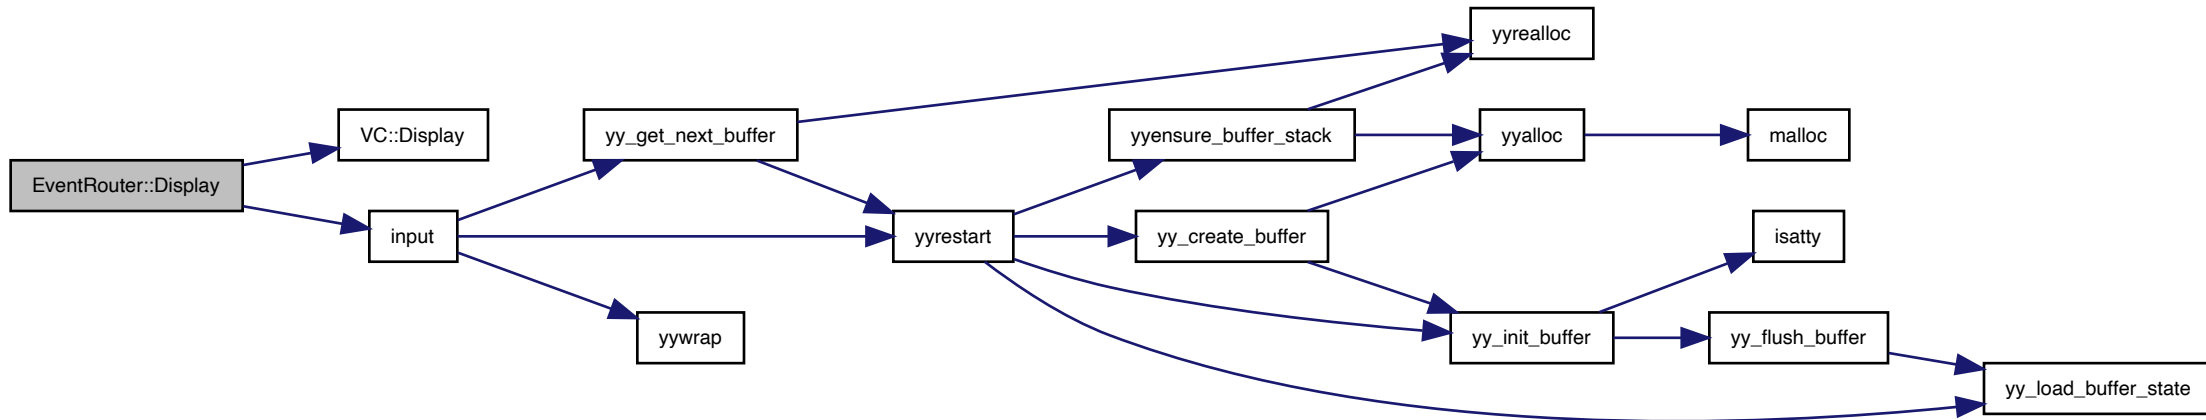 EventRouter::Display
VC::Display
input
yy_get_next_buffer
yywrap
yyrestart
yyrealloc
yyensure_buffer_stack
yy_create_buffer
yyalloc
yy_init_buffer
malloc
isatty
yy_flush_buffer
yy_load_buffer_state